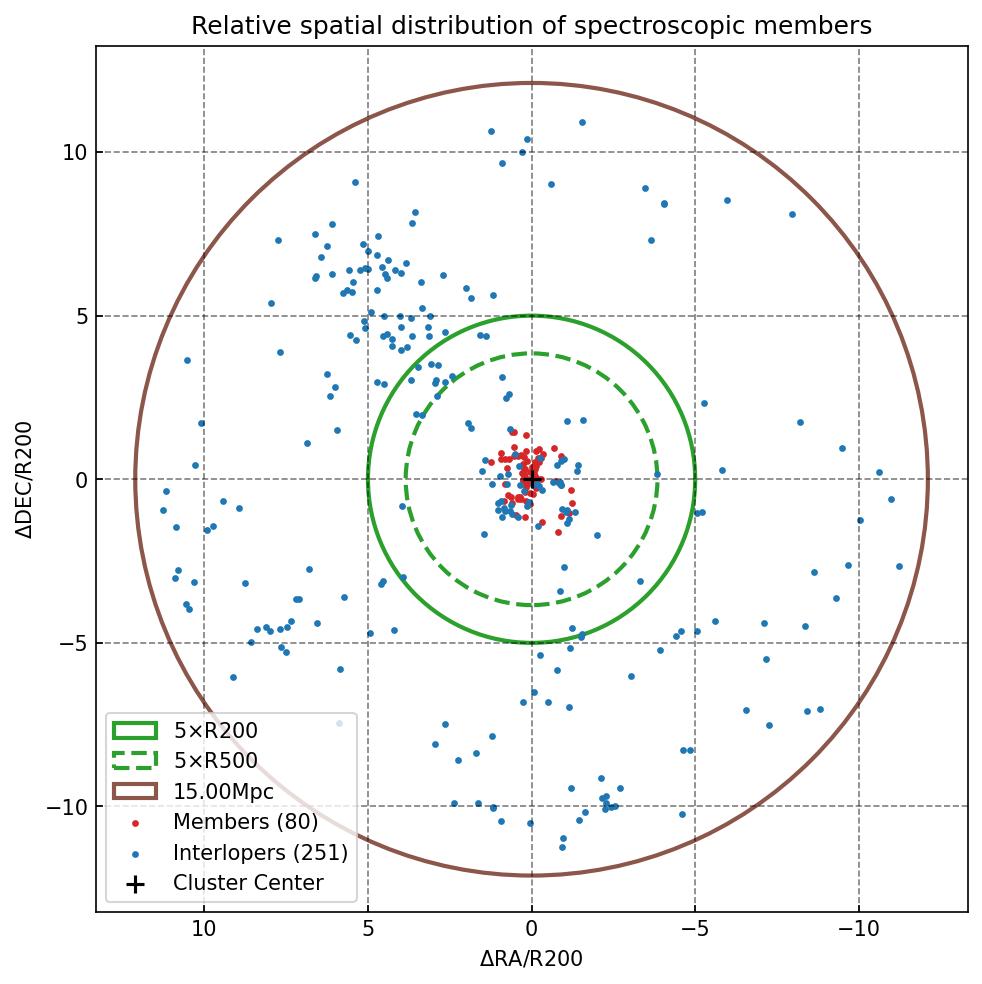 Relative spatial distribution of spectroscopic members
10
5
0
−5
−10
ΔDEC/R200
5×R200
5×R500
15.00Mpc
Members (80)
Interlopers (251)
Cluster Center
10 5 0 −5 −10
ΔRA/R200